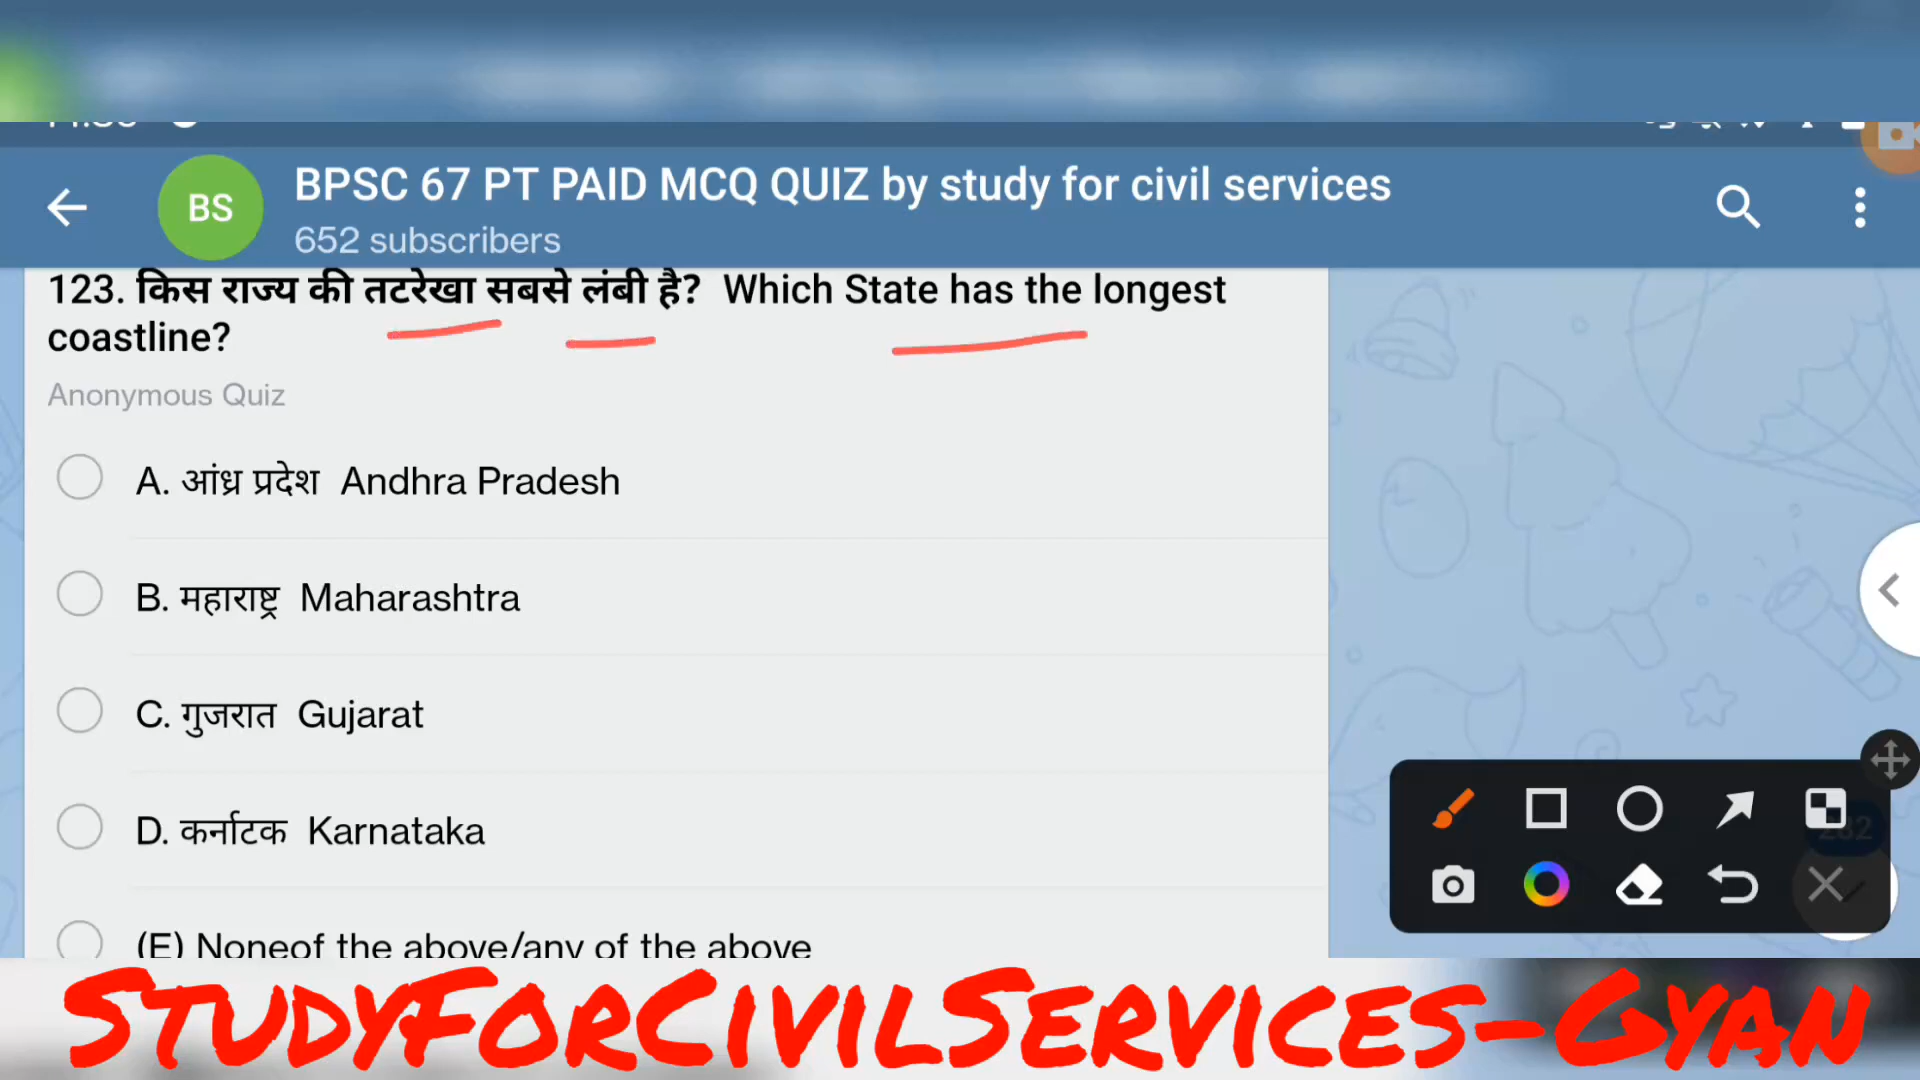 BS
BPSC 67 PT PAID MCQ QUIZ by study for civil services
652 subscribers
123. किस राज्य की तटरेखा सबसे लंबी है? Which State has the longest
coastline?
Anonymous Quiz
A. आंध्र प्रदेश Andhra Pradesh
B. महाराष्ट्र Maharashtra
C. गुजरात Gujarat
D. कर्नाटक Karnataka
(E) Noneof the above/any of the above
StudyForCivilServices-Gyan